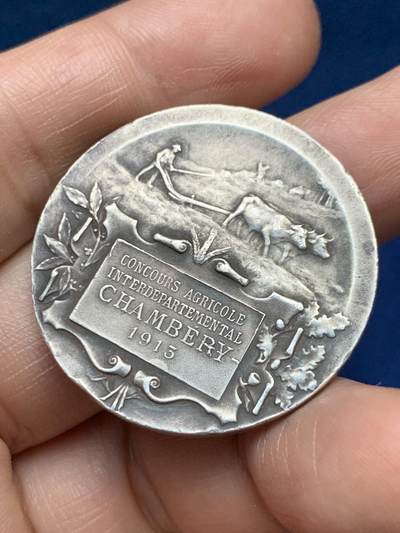 CONCOURS AGRICOLE
INTERDEPARTEMENTAL
CHAMBERY-
1913